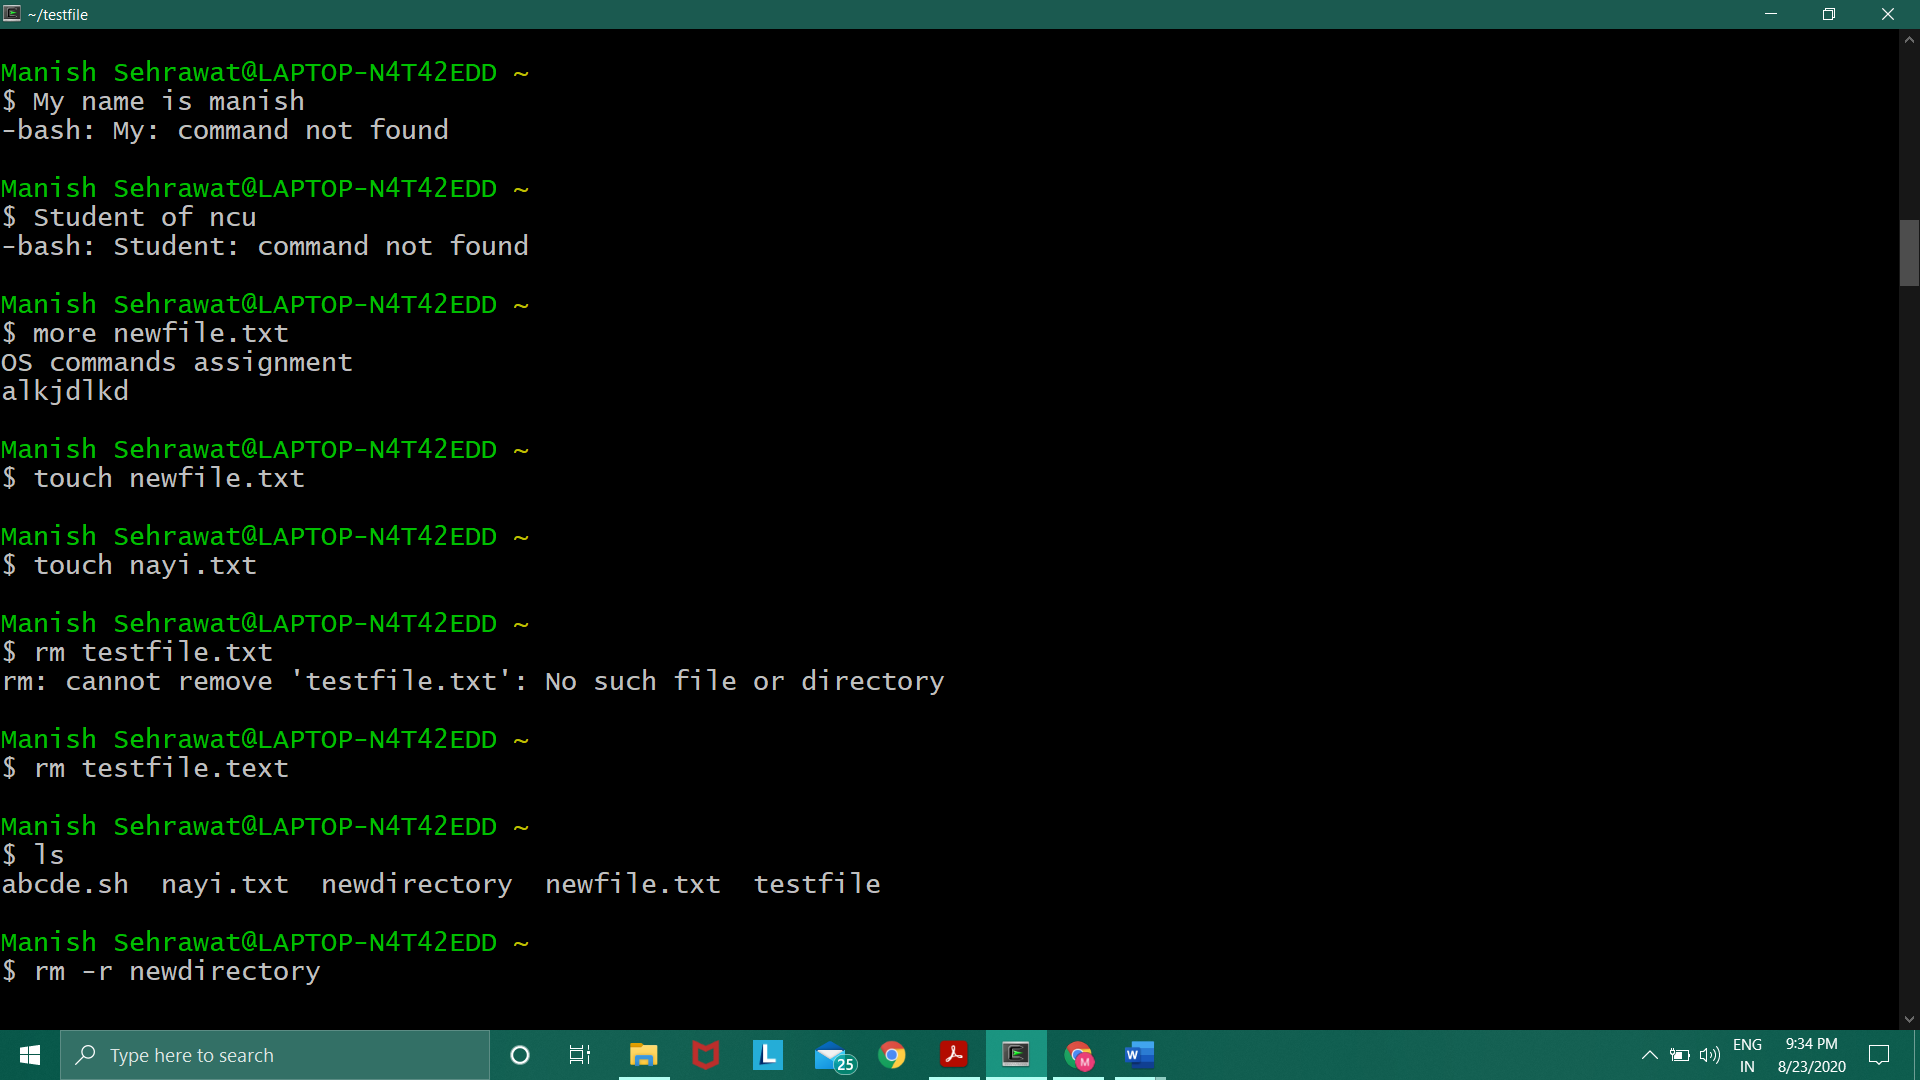 ~/testfile
Manish Sehrawat@LAPTOP-N4T42EDD ~
$ My name is manish
-bash: My: command not found
Manish Sehrawat@LAPTOP-N4T42EDD ~
$ Student of ncu
-bash: Student: command not found
Manish Sehrawat@LAPTOP-N4T42EDD ~
$ more newfile.txt
OS commands assignment
alkjdlkd
Manish Sehrawat@LAPTOP-N4T42EDD ~
$ touch newfile.txt
Manish Sehrawat@LAPTOP-N4T42EDD ~
$ touch nayi.txt
Manish Sehrawat@LAPTOP-N4T42EDD ~
$ rm testfile.txt
rm: cannot remove 'testfile.txt': No such file or directory
Manish Sehrawat@LAPTOP-N4T42EDD ~
$ rm testfile.text
Manish Sehrawat@LAPTOP-N4T42EDD ~
$ ls
abcde.sh  nayi.txt  newdirectory  newfile.txt  testfile
Manish Sehrawat@LAPTOP-N4T42EDD ~
$ rm -r newdirectory
Type here to search
L
25
M
W
ENG
IN
9:34 PM
8/23/2020